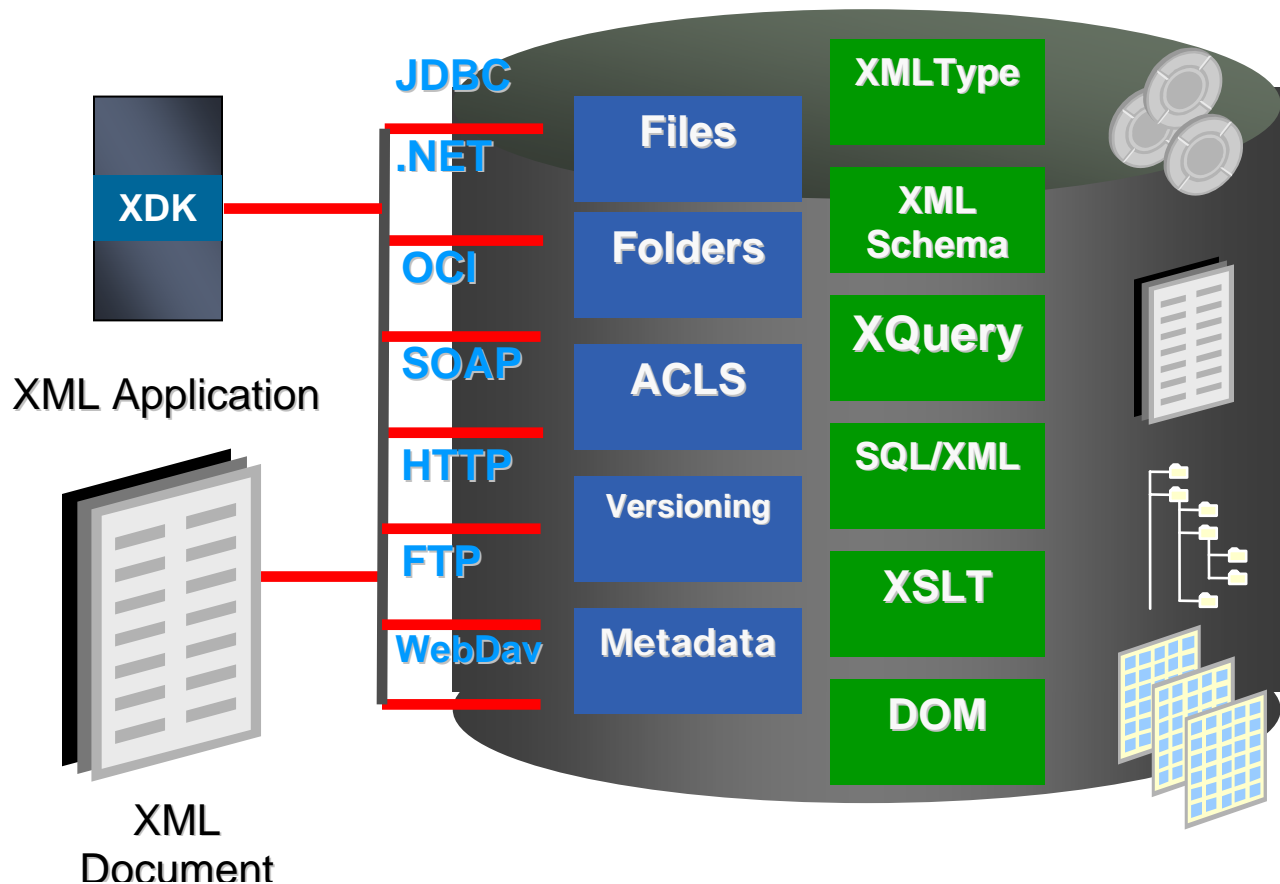 XDK
XML Application
XML
Document
JDBC
.NET
OCI
SOAP
HTTP
FTP
WebDav
Files
Folders
ACLS
Versioning
Metadata
XMLType
XML
Schema
XQuery
SQL/XML
XSLT
DOM